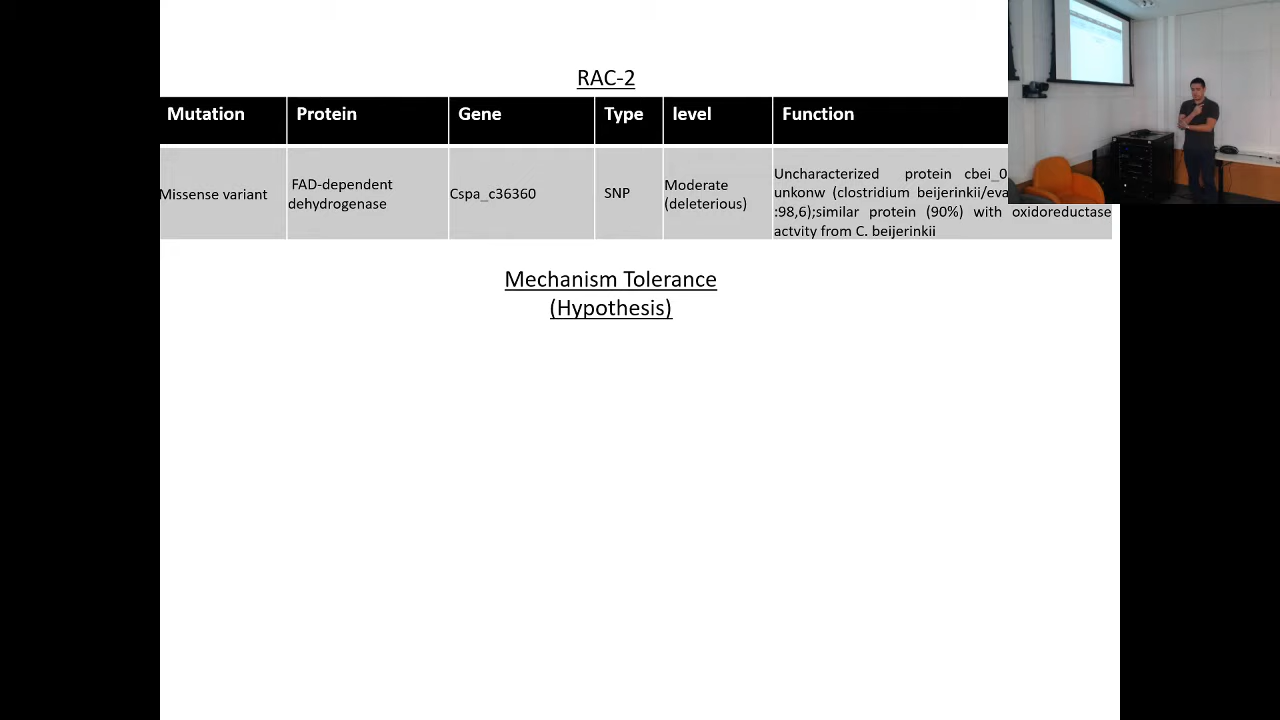 RAC-2
Mutation Protein Gene Type level Function
Missense variant
FAD-dependent
dehydrogenase
Cspa_c36360
SNP
Moderate
(deleterious)
Uncharacterized protein cbei_0
unkonw (clostridium beijerinkii/eva
:98,6);similar protein (90%) with oxidoreductase
actvity from C. beijerinkii
Mechanism Tolerance
(Hypothesis)